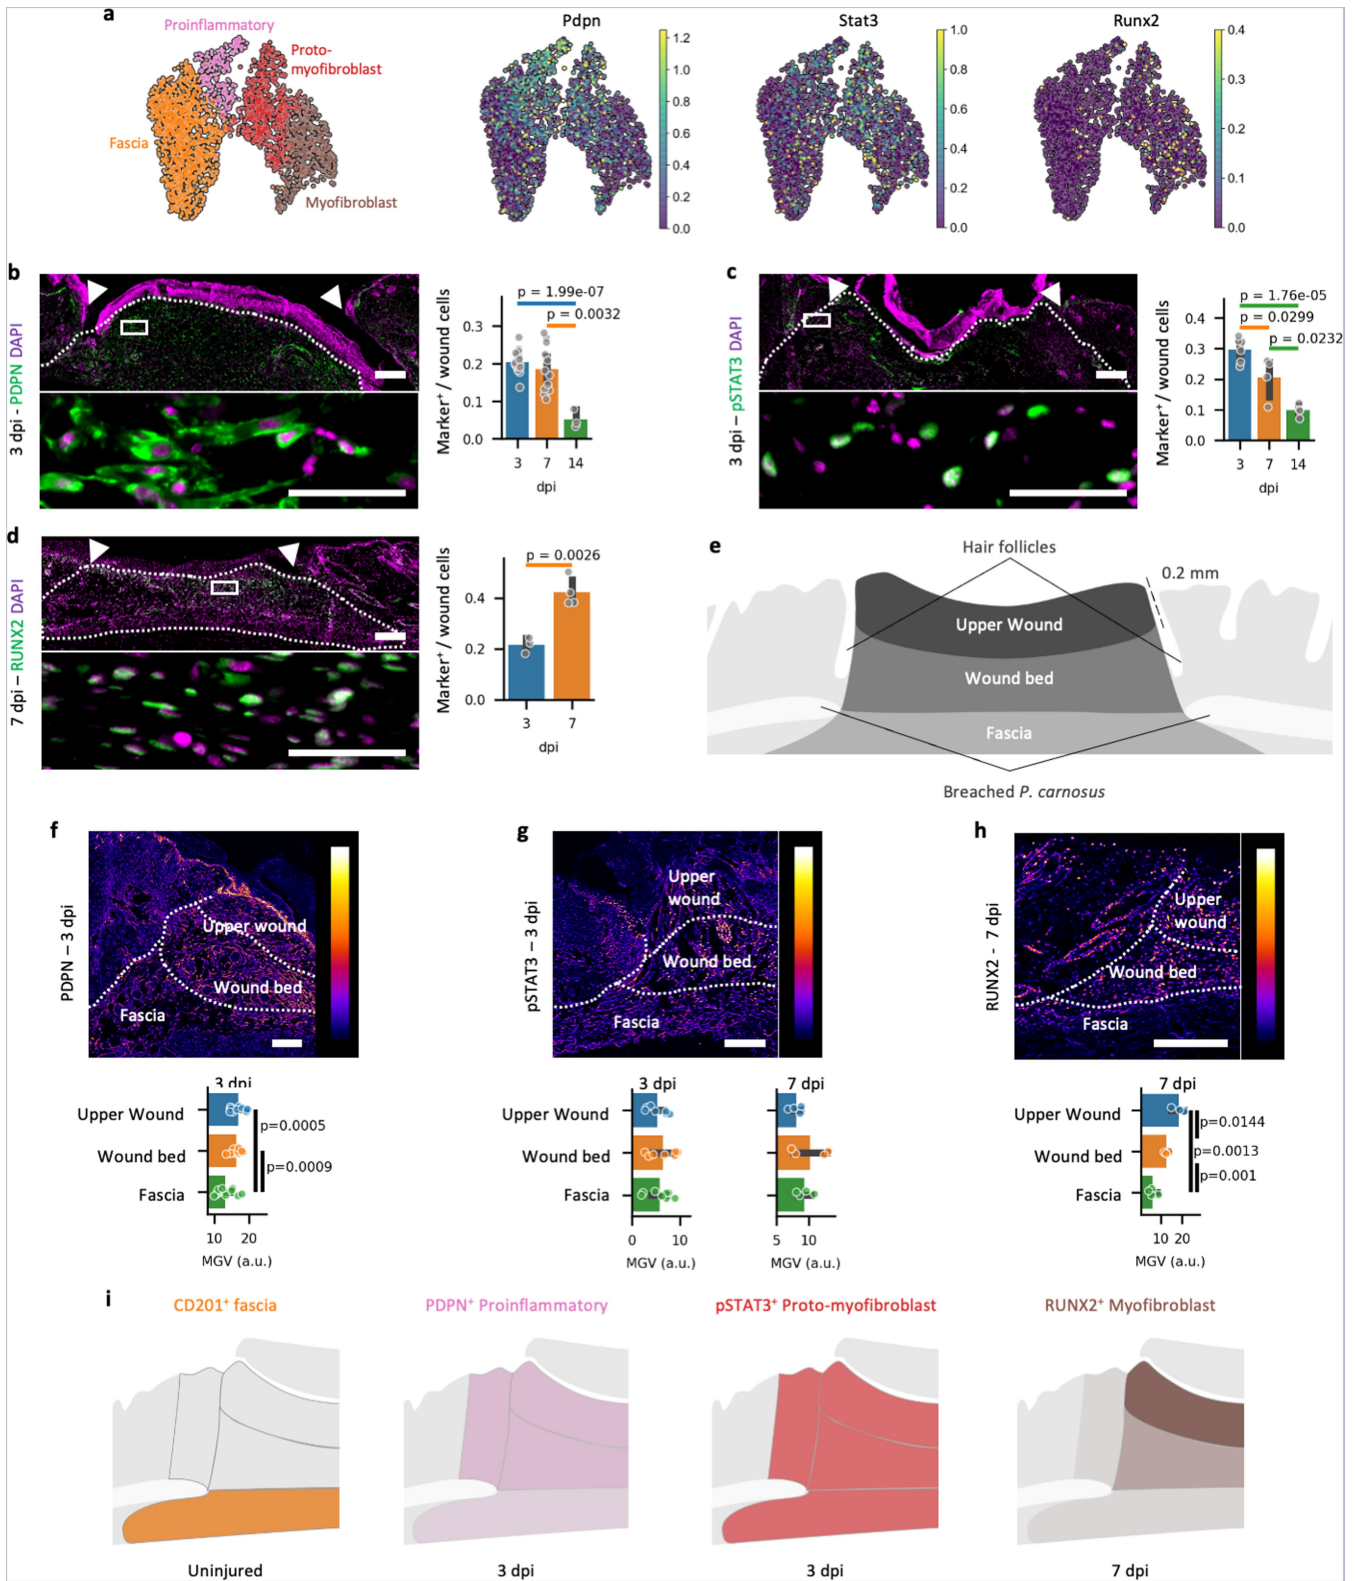 a
Proinflammatory
Proto-
myofibroblast
Fascia
Myofibroblast
Pdpn
1.2
1.0
0.8
0.6
0.4
0.2
0.0
Stat3
1.0
0.8
0.6
0.4
0.2
0.0
Runx2
0.4
0.3
0.2
0.1
0.0
b
3 dpi - PDPN DAPI
p = 1.99e-07
p = 0.0032
Marker+ / wound cells
0.3
0.2
0.1
0.0
3 7 14
dpi
c
3 dpi – pSTAT3 DAPI
p = 1.76e-05
p = 0.0299
p = 0.0232
Marker+ / wound cells
0.4
0.3
0.2
0.1
0.0
3 7 14
dpi
d
7 dpi – RUNX2 DAPI
p = 0.0026
Marker+ / wound cells
0.4
0.2
0.0
3 7
dpi
e
Hair follicles
0.2 mm
Upper Wound
Wound bed
Fascia
Breached P. carnosus
f
PDPN – 3 dpi
Upper wound
Wound bed
Fascia
3 dpi
Upper Wound
Wound bed
Fascia
p=0.0005
p=0.0009
10 20
MGV (a.u.)
g
pSTAT3 – 3 dpi
Upper
wound
Wound bed
Fascia
3 dpi
7 dpi
Upper Wound
Wound bed
Fascia
0 10
5 10
MGV (a.u.)
MGV (a.u.)
h
RUNX2 - 7 dpi
Upper
wound
Wound bed
Fascia
7 dpi
Upper Wound
Wound bed
Fascia
p=0.0144
p=0.0013
p=0.001
10 20
MGV (a.u.)
i
CD201+ fascia
PDPN+ Proinflammatory
pSTAT3+ Proto-myofibroblast
RUNX2+ Myofibroblast
Uninjured
3 dpi
3 dpi
7 dpi